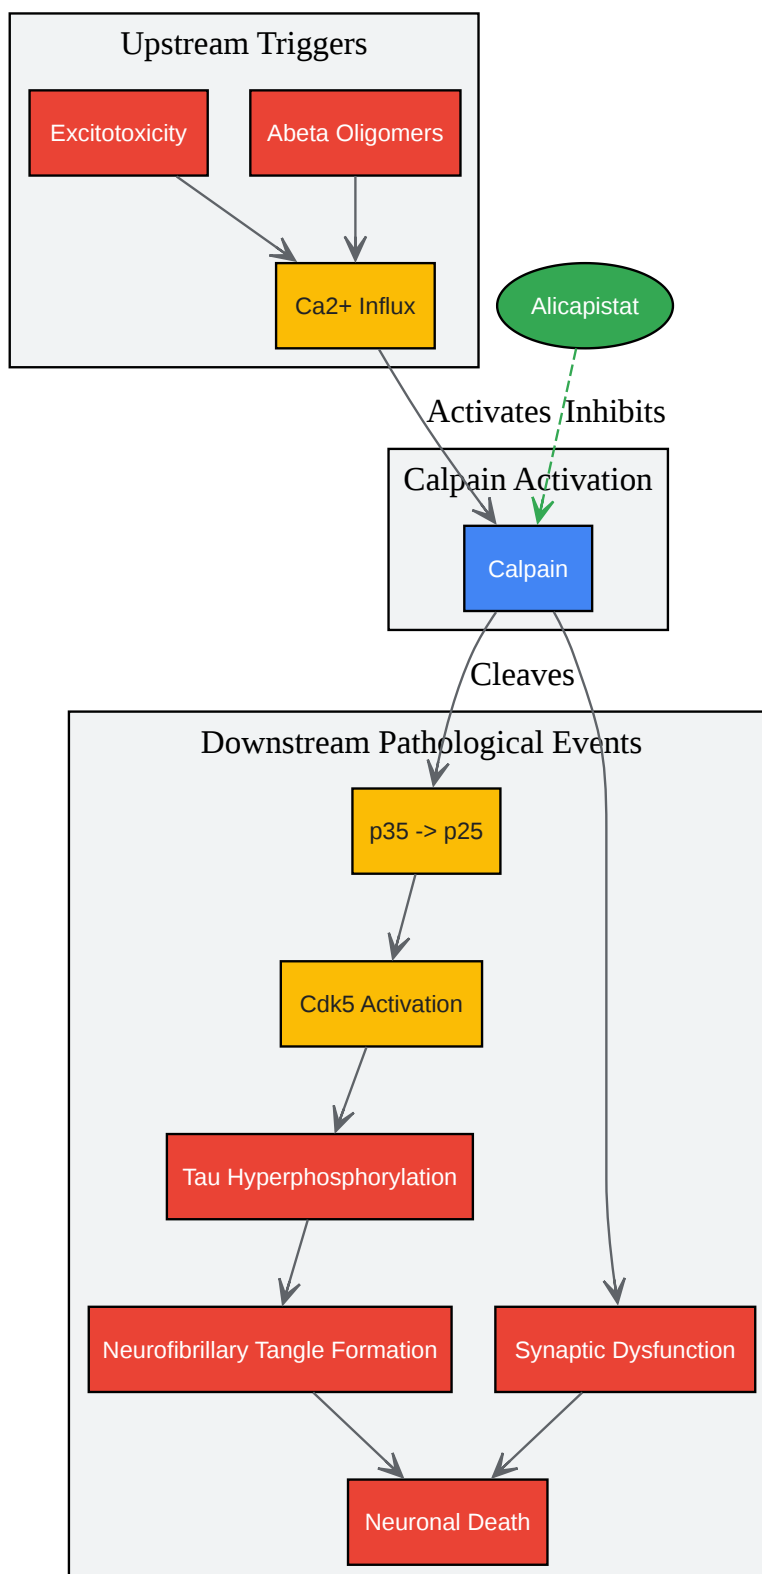 Upstream Triggers
Excitotoxicity
Abeta Oligomers
Ca2+ Influx
Alicapistat
Activates
Inhibits
Calpain Activation
Calpain
Cleaves
Downstream Pathological Events
p35 -> p25
Cdk5 Activation
Tau Hyperphosphorylation
Neurofibrillary Tangle Formation
Synaptic Dysfunction
Neuronal Death